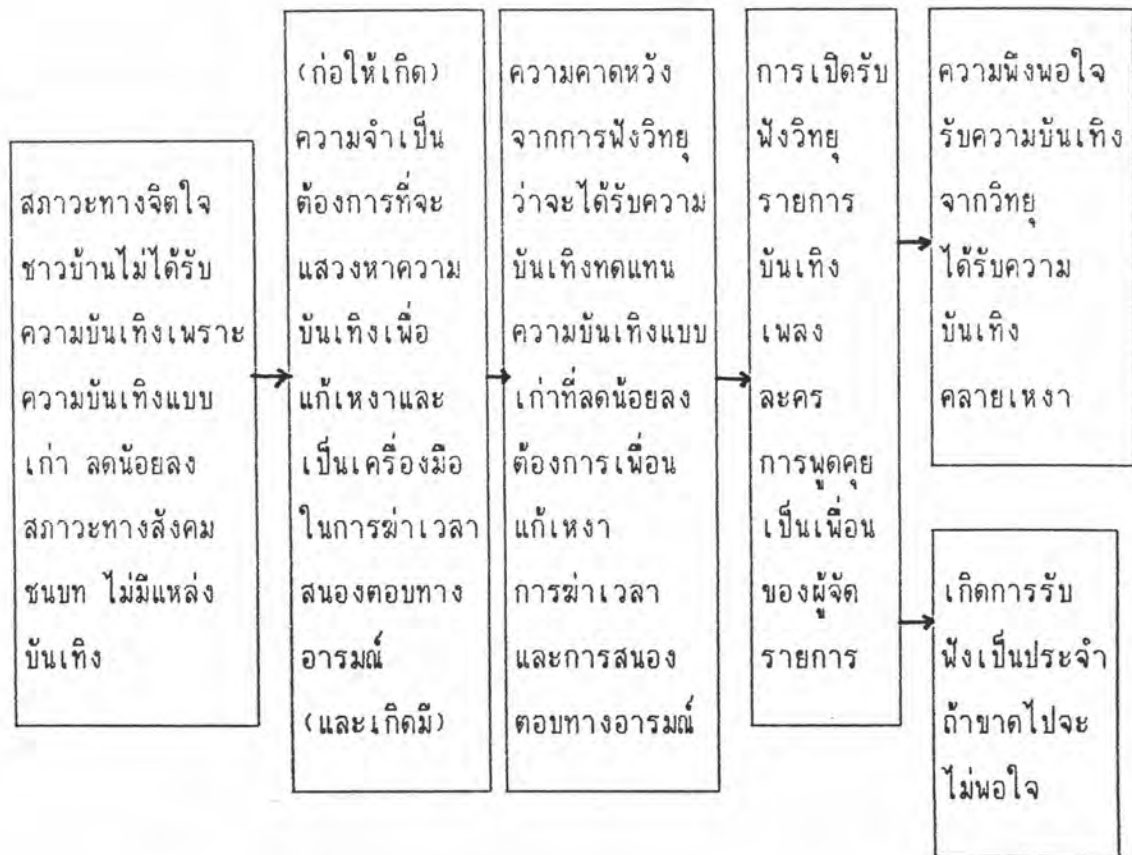 สภาวะทางจิตใจ
ชาวบ้านไม่ได้รับ
ความบันเทิงเพราะ
ความบันเทิงแบบ
เก่า ลดน้อยลง
สภาวะทางสังคม
ชนบท ไม่มีแหล่ง
บันเทิง
(ก่อให้เกิด)
ความจำเป็น
ต้องการที่จะ
แสวงหาความ
บันเทิงเพื่อ
แก้เหงาและ
เป็นเครื่องมือ
ในการฆ่าเวลา
สนองตอบทาง
อารมณ์
(และเกิดมี)
ความคาดหวัง
จากการฟังวิทยุ
ว่าจะได้รับความ
บันเทิงทดแทน
ความบันเทิงแบบ
เก่าที่ลดน้อยลง
ต้องการเพื่อน
แก้เหงา
การฆ่าเวลา
และการสนอง
ตอบทางอารมณ์
การเปิดรับ
ฟังวิทยุ
รายการ
บันเทิง
เพลง
ละคร
การพูดคุย
เป็นเพื่อน
ของผู้จัด
รายการ
ความพึงพอใจ
รับความบันเทิง
จากวิทยุ
ได้รับความ
บันเทิง
คลายเหงา
เกิดการรับ
ฟังเป็นประจำ
ถ้าขาดไปจะ
ไม่พอใจ